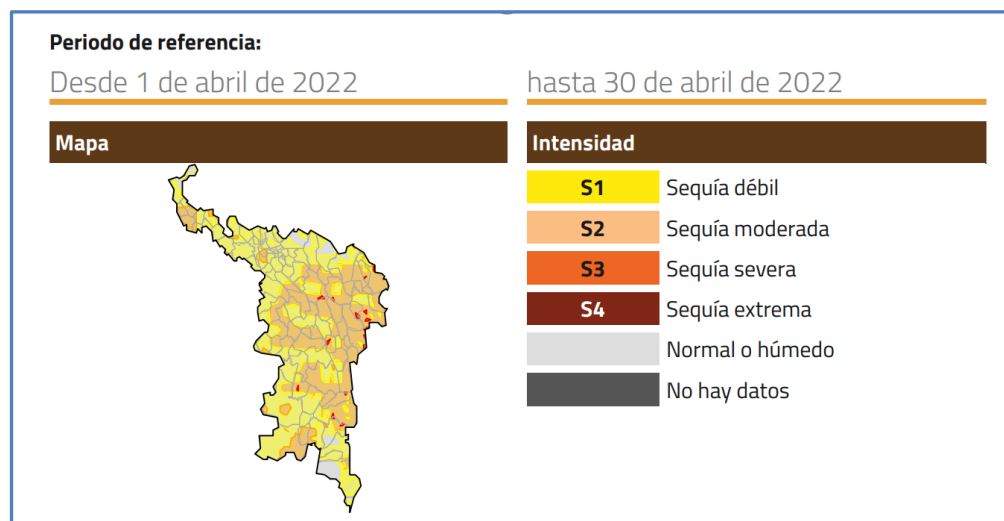 Periodo de referencia:
Desde 1 de abril de 2022
hasta 30 de abril de 2022
Mapa
Intensidad
S1 Sequía débil
S2 Sequía moderada
S3 Sequía severa
S4 Sequía extrema
Normal o húmedo
No hay datos